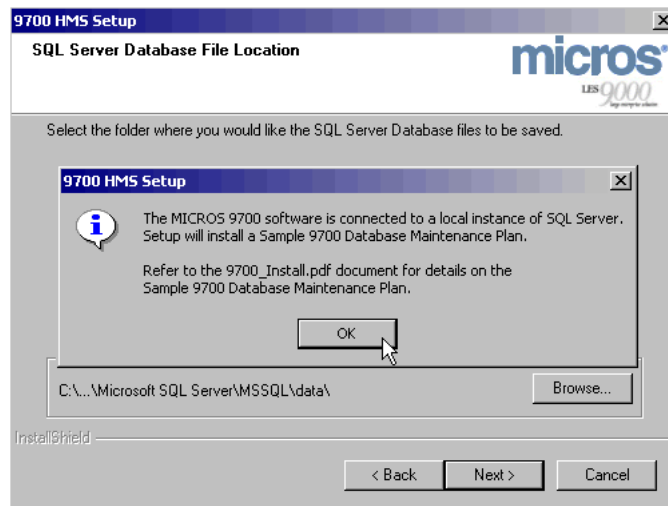 9700 HMS Setup
SQL Server Database File Location
micros
LES 9000
Select the folder where you would like the SQL Server Database files to be saved.
9700 HMS Setup
The MICROS 9700 software is connected to a local instance of SQL Server.
Setup will install a Sample 9700 Database Maintenance Plan.
Refer to the 9700_Install.pdf document for details on the
Sample 9700 Database Maintenance Plan.
OK
C:\...\Microsoft SQL Server\MSSQL\data\
Browse...
InstallShield
< Back
Next >
Cancel